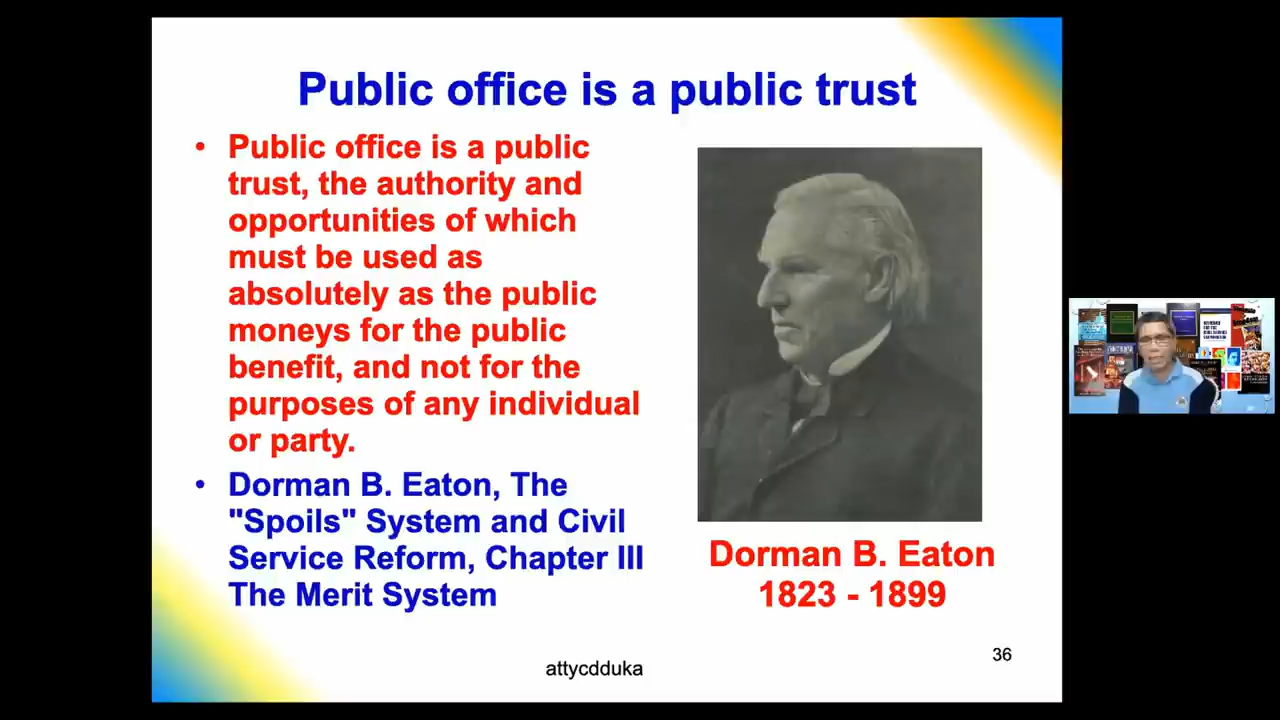 Public office is a public trust
• Public office is a public
trust, the authority and
opportunities of which
must be used as
absolutely as the public
moneys for the public
benefit, and not for the
purposes of any individual
or party.
• Dorman B. Eaton, The
"Spoils" System and Civil
Service Reform, Chapter III
The Merit System
Dorman B. Eaton
1823 - 1899
36
attycdduka